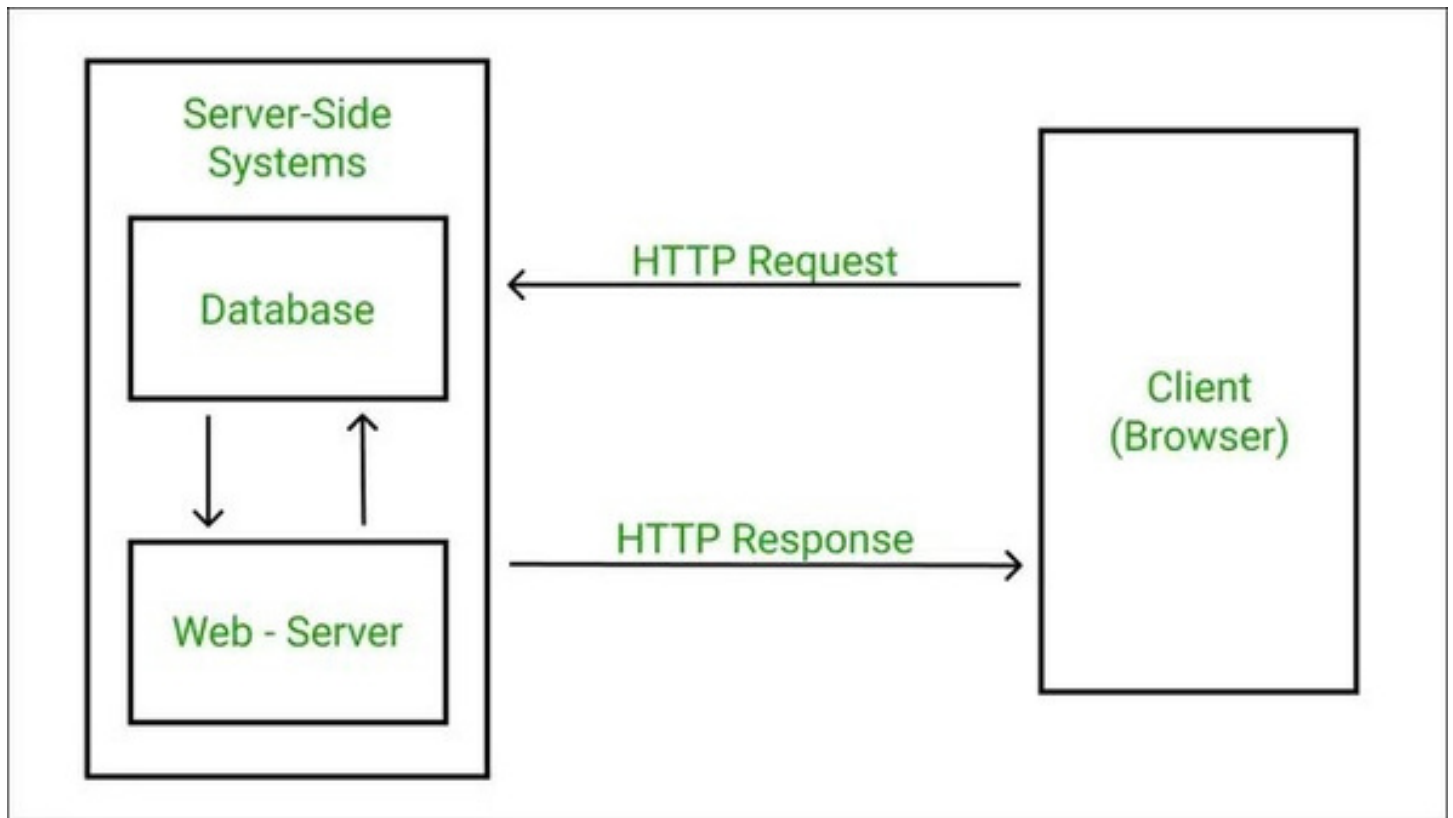 Server-Side
Systems
Database
Web - Server
HTTP Request
HTTP Response
Client
(Browser)